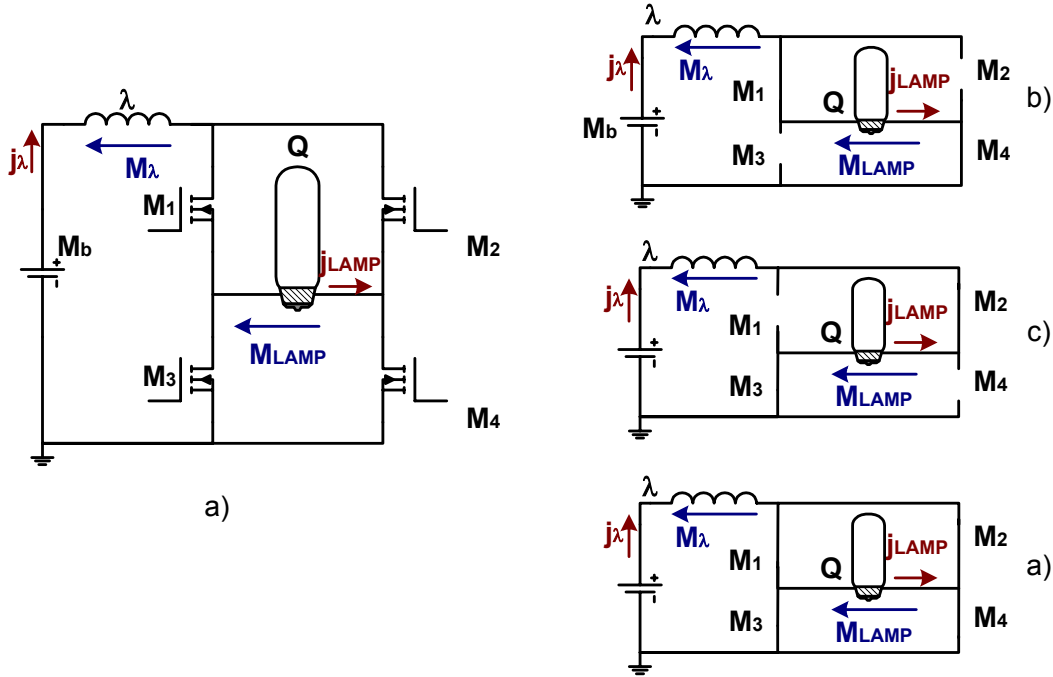 λ
jλ
Mλ
Q
M1
Mb
+
-
M2
jLAMP
MLAMP
M3
M4
a)
λ
jλ
Mλ
M2
M1
jLAMP
Q
b)
Mb
+
-
M3
M4
MLAMP
λ
jλ
Mλ
M2
jLAMP
M1
Q
c)
+
-
M3
M4
MLAMP
λ
jλ
Mλ
M2
jLAMP
M1
Q
a)
+
-
M3
M4
MLAMP